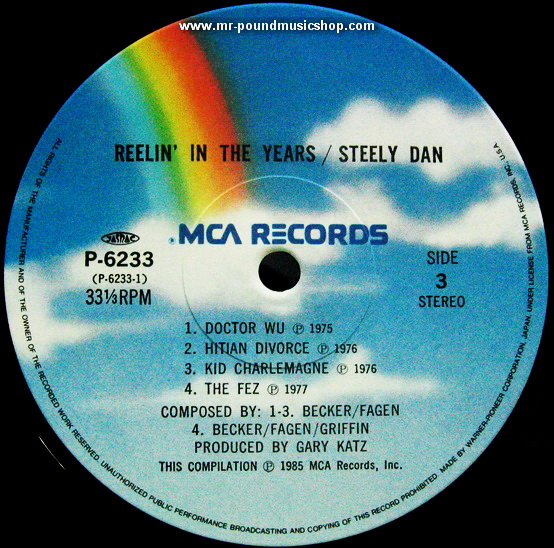 www.mr-poundmusicshop.com
REELIN' IN THE YEARS / STEELY DAN
MCA RECORDS
JASRAC
P-6233
(P-6233-1)
33⅓RPM
SIDE
3
STEREO
1. DOCTOR WU ℗ 1975
2. HITIAN DIVORCE ℗ 1976
3. KID CHARLEMAGNE ℗ 1976
4. THE FEZ ℗ 1977
COMPOSED BY: 1-3. BECKER/FAGEN
4. BECKER/FAGEN/GRIFFIN
PRODUCED BY GARY KATZ
THIS COMPILATION ℗ 1985 MCA Records, Inc.
ALL RIGHTS OF THE MANUFACTURER AND OF THE OWNER OF THE RECORDED WORK RESERVED. UNAUTHORIZED PUBLIC PERFORMANCE BROADCASTING AND COPYING OF THIS RECORD PROHIBITED. MADE BY WARNER-PIONEER CORPORATION, JAPAN, UNDER LICENSE FROM MCA RECORDS, INC., U.S.A.